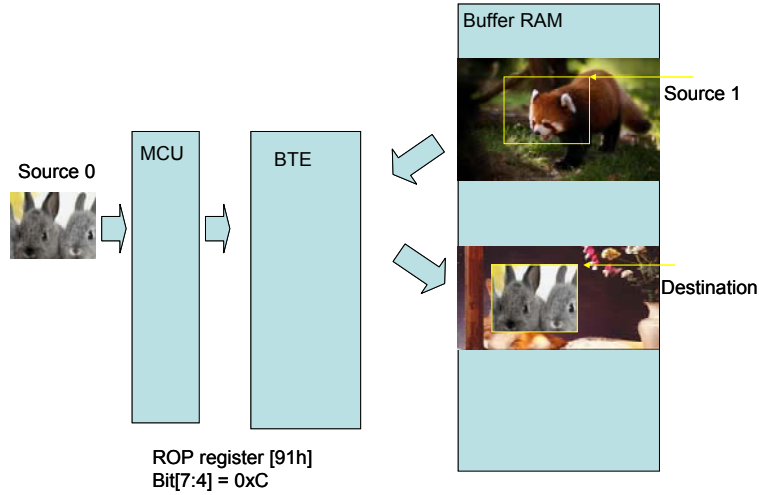 Buffer RAM
Source 1
MCU
BTE
Source 0
Destination
ROP register [91h]
Bit[7:4] = 0xC